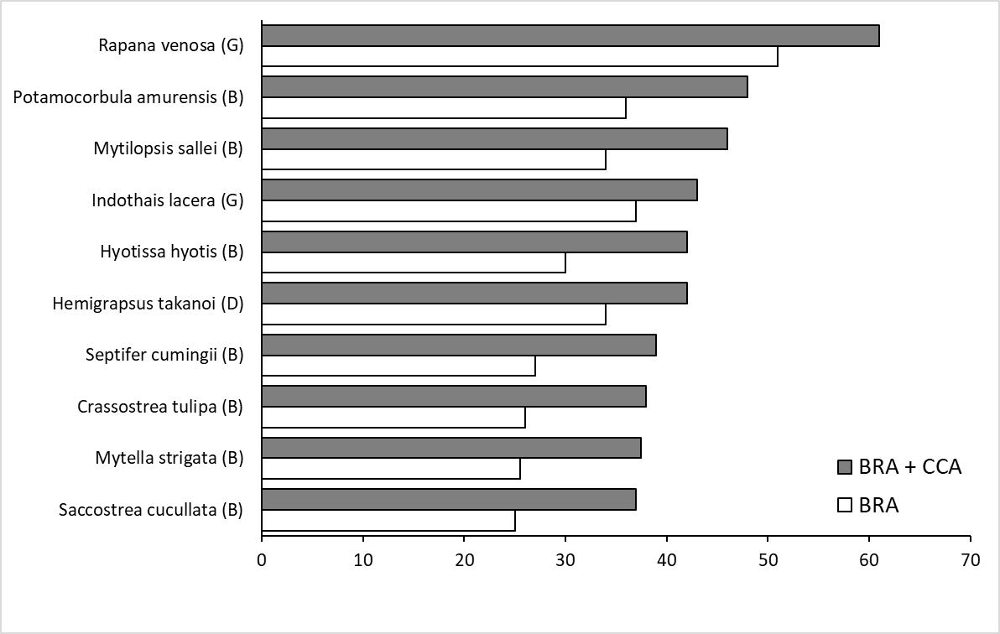 Rapana venosa (G)
Potamocorbula amurensis (B)
Mytilopsis sallei (B)
Indothais lacera (G)
Hyotissa hyotis (B)
Hemigrapsus takanoi (D)
Septifer cumingii (B)
Crassostrea tulipa (B)
Mytella strigata (B)
Saccostrea cucullata (B)
BRA + CCA
BRA
0 10 20 30 40 50 60 70